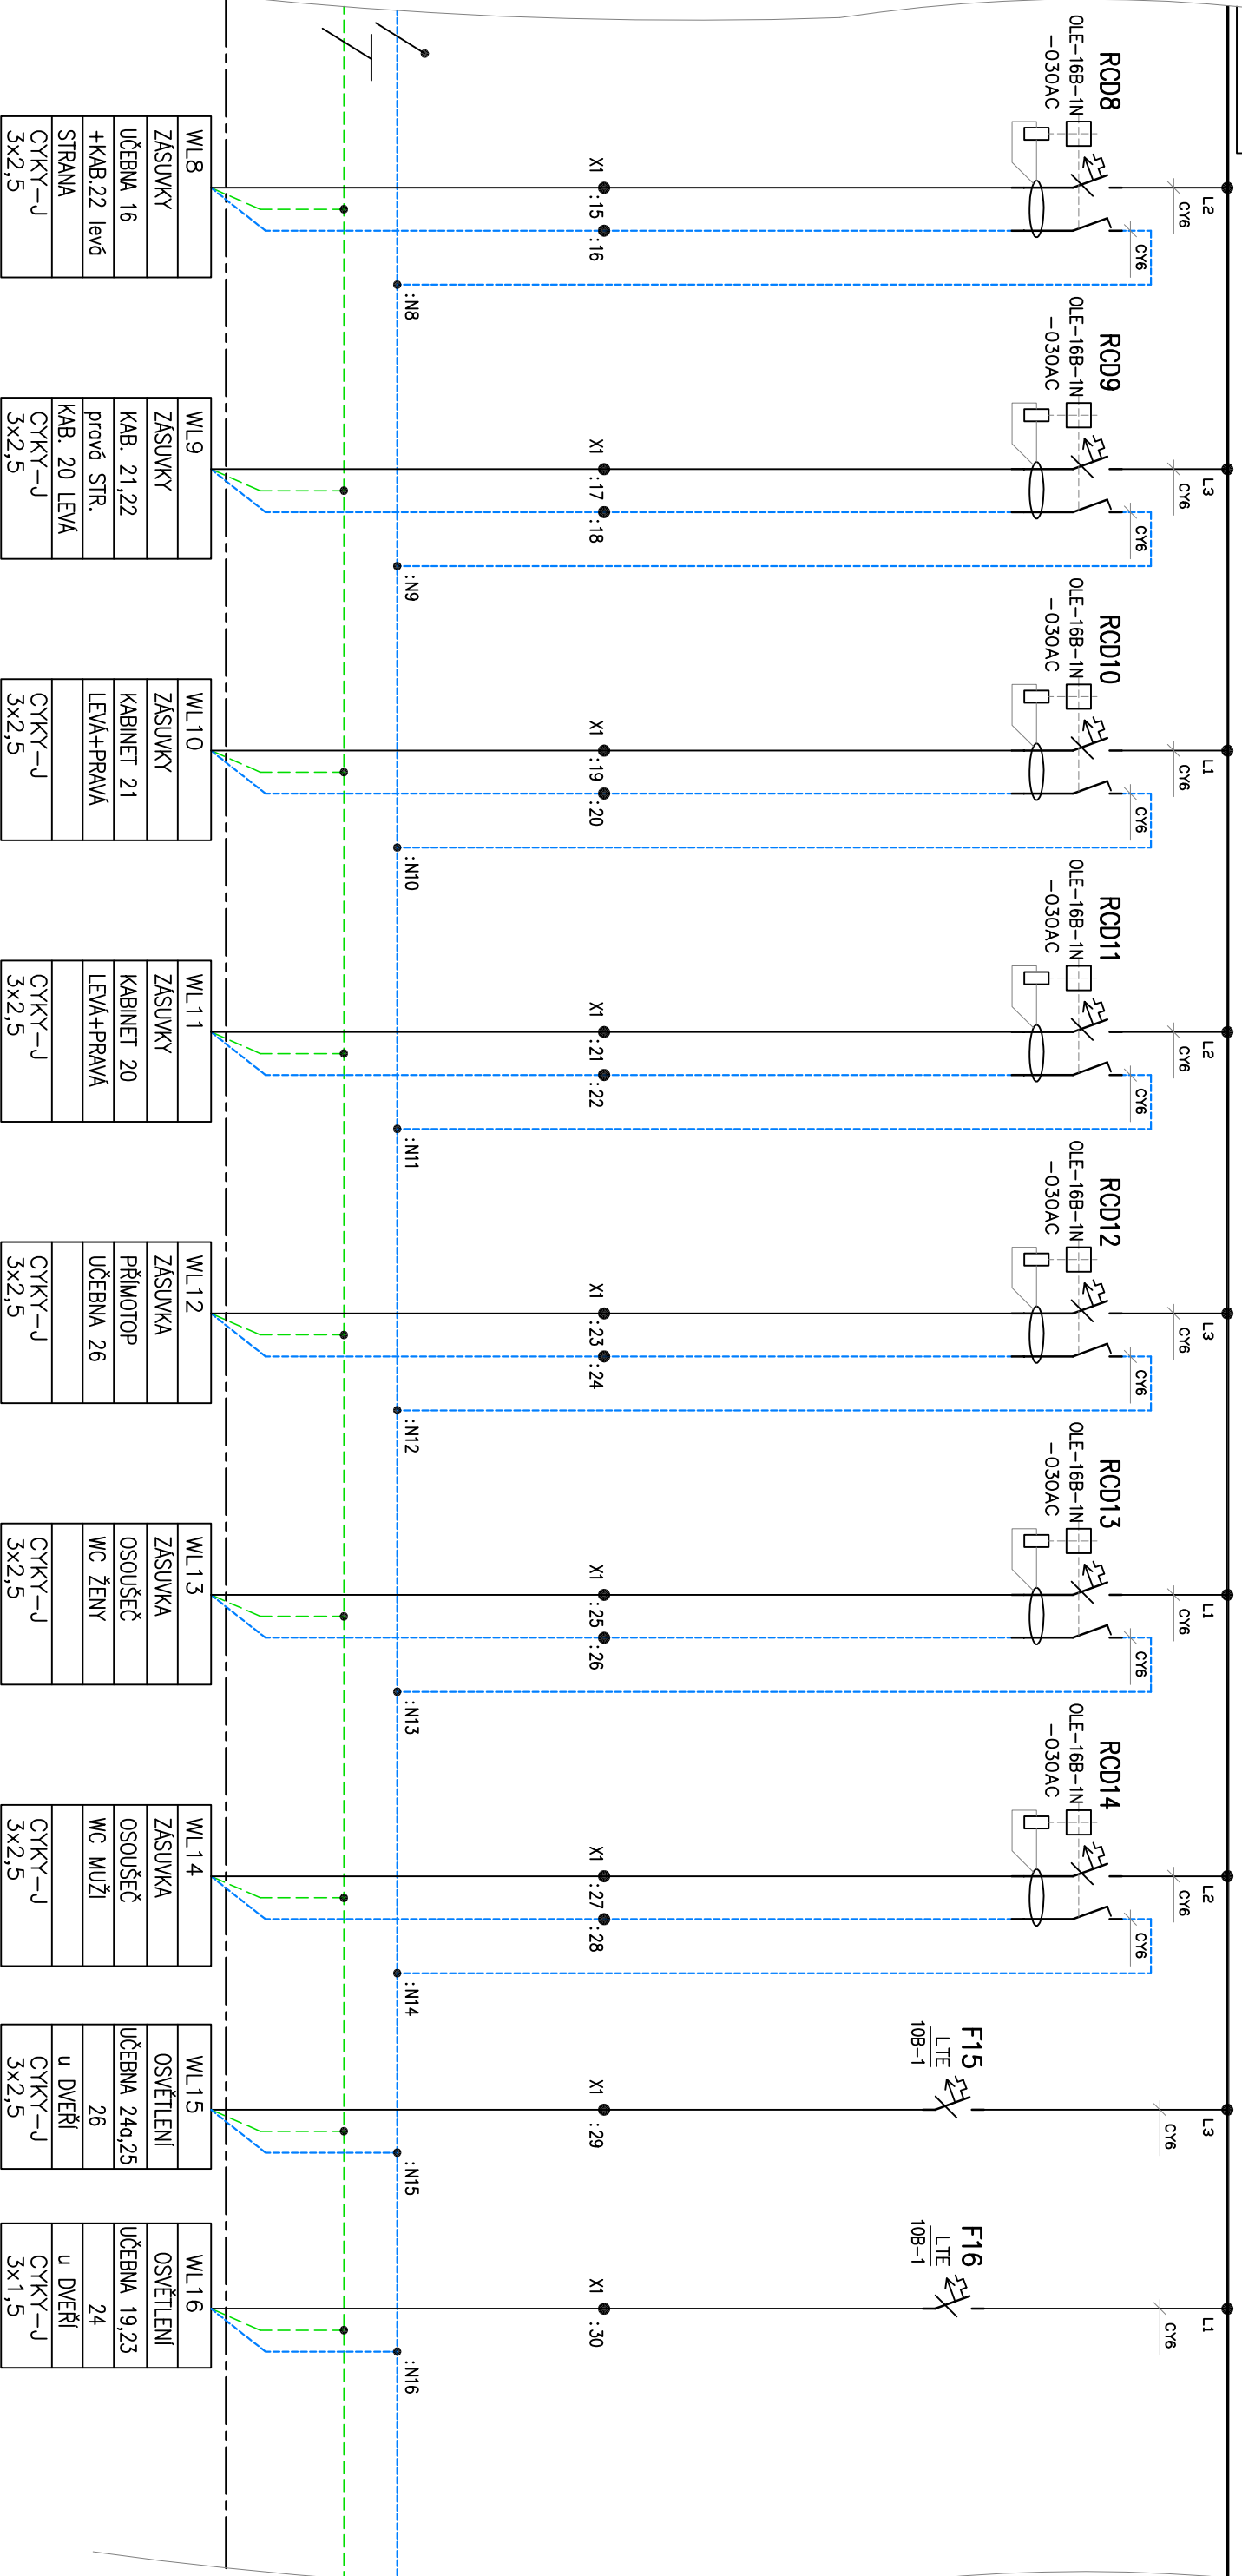 RCD8
OLE-16B-1N
-030AC
L2
CY6
CY6
X1
:15
:16
:N8
WL8
ZÁSUVKY
UČEBNA 16
+KAB.22 levá
STRANA
CYKY-J
3x2,5
RCD9
OLE-16B-1N
-030AC
L3
CY6
CY6
X1
:17
:18
:N9
WL9
ZÁSUVKY
KAB. 21,22
pravá STR.
KAB. 20 LEVÁ
CYKY-J
3x2,5
RCD10
OLE-16B-1N
-030AC
L1
CY6
CY6
X1
:19
:20
:N10
WL10
ZÁSUVKY
KABINET 21
LEVÁ+PRAVÁ
CYKY-J
3x2,5
RCD11
OLE-16B-1N
-030AC
L2
CY6
CY6
X1
:21
:22
:N11
WL11
ZÁSUVKY
KABINET 20
LEVÁ+PRAVÁ
CYKY-J
3x2,5
RCD12
OLE-16B-1N
-030AC
L3
CY6
CY6
X1
:23
:24
:N12
WL12
ZÁSUVKA
PŘÍMOTOP
UČEBNA 26
CYKY-J
3x2,5
RCD13
OLE-16B-1N
-030AC
L1
CY6
CY6
X1
:25
:26
:N13
WL13
ZÁSUVKA
OSOUŠEČ
WC ŽENY
CYKY-J
3x2,5
RCD14
OLE-16B-1N
-030AC
L2
CY6
CY6
X1
:27
:28
:N14
WL14
ZÁSUVKA
OSOUŠEČ
WC MUŽI
CYKY-J
3x2,5
F15
LTE
10B-1
L3
CY6
X1
:29
:N15
WL15
OSVĚTLENÍ
UČEBNA 24a,25
26
u DVEŘÍ
CYKY-J
3x2,5
F16
LTE
10B-1
L1
CY6
X1
:30
:N16
WL16
OSVĚTLENÍ
UČEBNA 19,23
24
u DVEŘÍ
CYKY-J
3x1,5